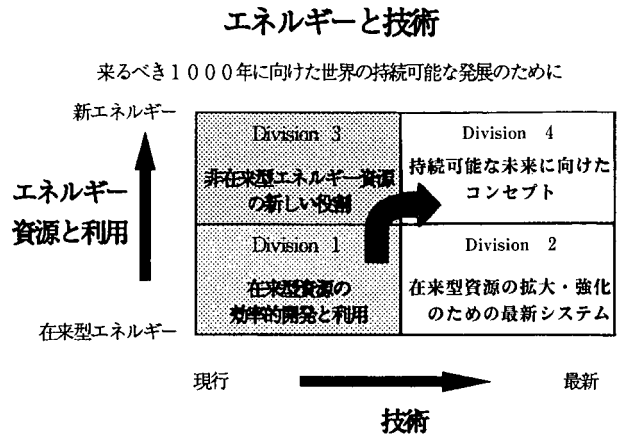 エネルギーと技術
来るべき１０００年に向けた世界の持続可能な発展のために
新エネルギー
Division 3
非在来型エネルギー資源
の新しい役割
Division 4
持続可能な未来に向けた
コンセプト
エネルギー
資源と利用
Division 1
在来型資源の
効率的開発と利用
Division 2
在来型資源の拡大・強化
のための最新システム
在来型エネルギー
現行
最新
技術